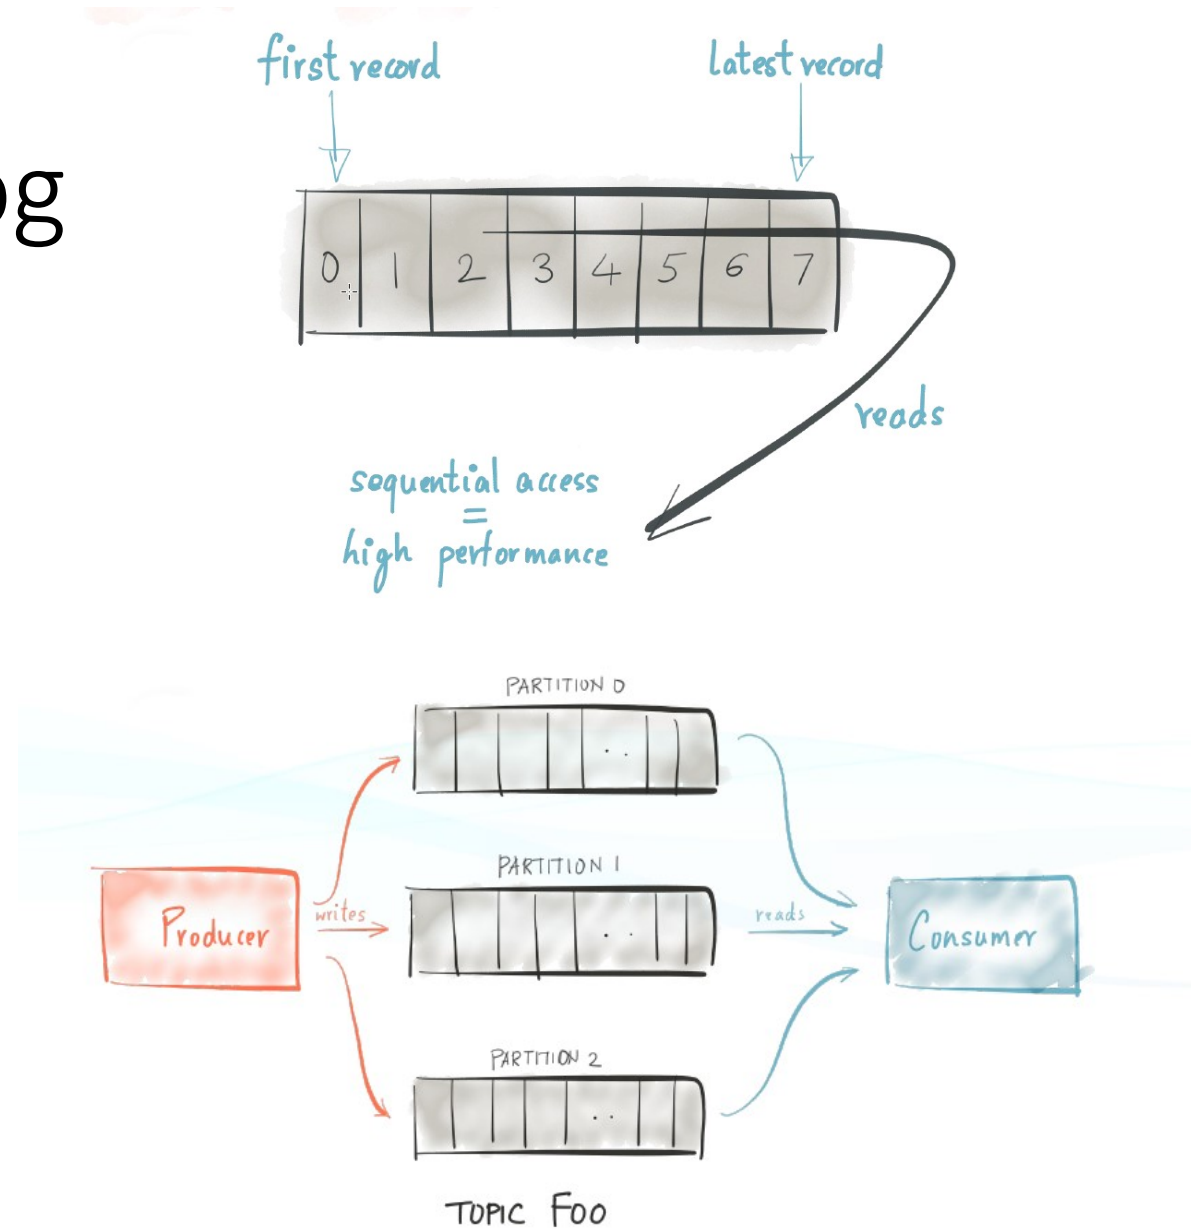 first record
latest record
og
0 1 2 3 4 5 6 7
reads
sequential access
=
high performance
PARTITION 0
. .
PARTITION 1
Producer
writes
. .
reads
Consumer
PARTITION 2
. .
TOPIC FOO